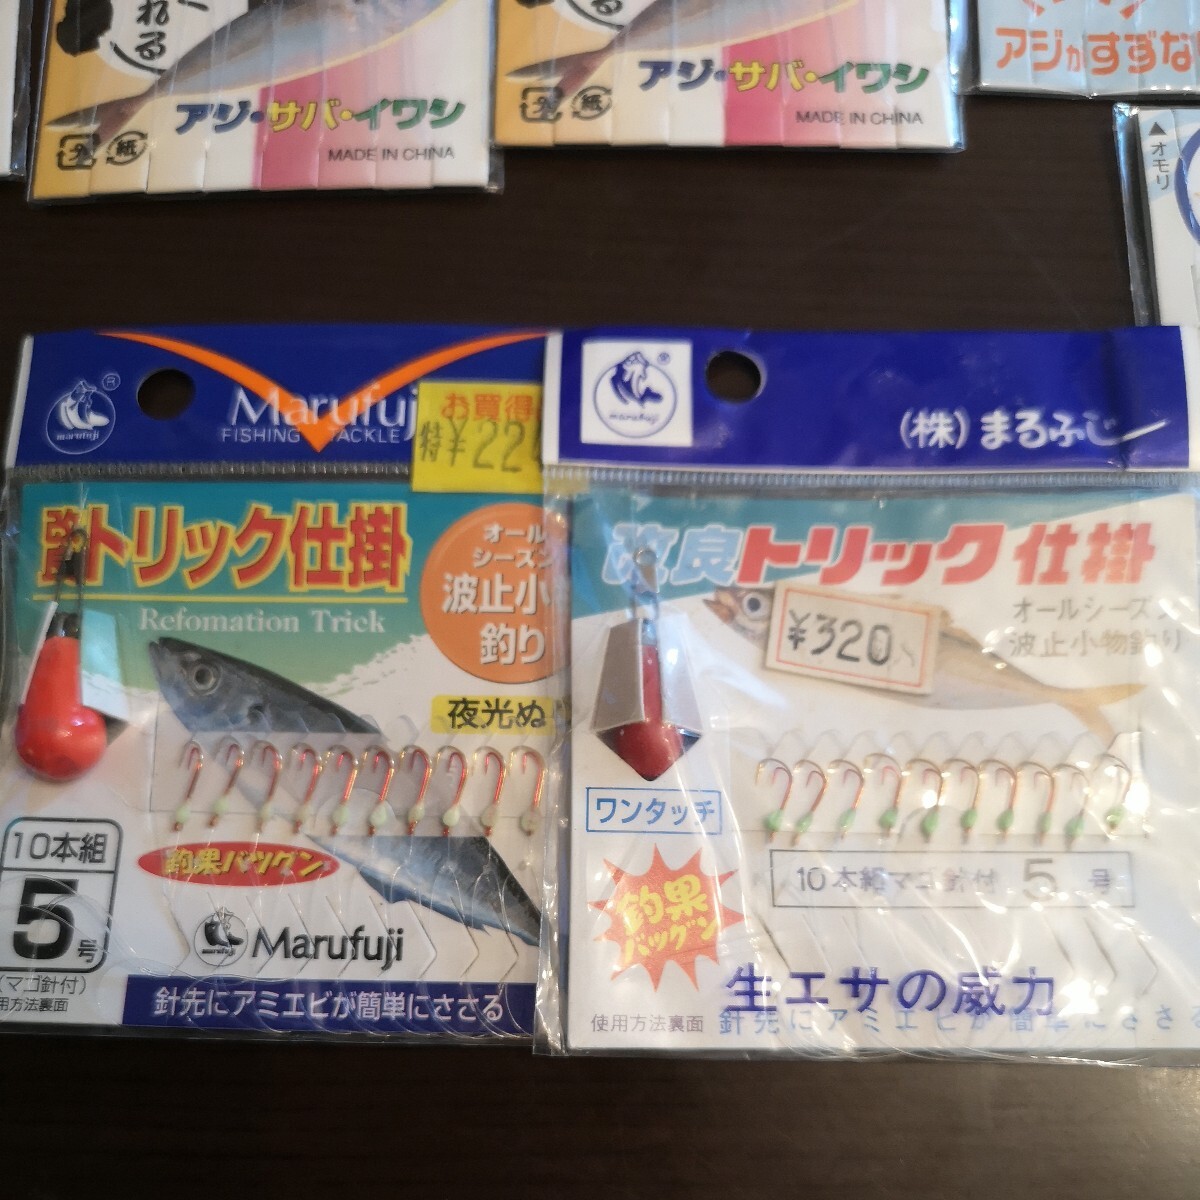 れる
アジ・サバ・イワシ
紙
MADE IN CHINA
アジ・サバ・イワシ
紙
MADE IN CHINA
アジがすずな
▲オモリ
marufuji
Marufuj
FISHING TACKLE
お買得
特¥22
トリック仕掛
Refomation Trick
オール
シーズン
波止小
釣り
夜光ぬ
10本組
5号
(マゴ針付)
用方法裏面
釣果バツグン
Marufuji
針先にアミエビが簡単にささる
marufuji
(株)まるふじ
改良トリック仕掛
オールシーズン
波止小物釣り
¥320
ワンタッチ
10本組マゴ針付 5 号
釣果
バツグン
生エサの威力
使用方法裏面
針先にアミエビが簡単にささる